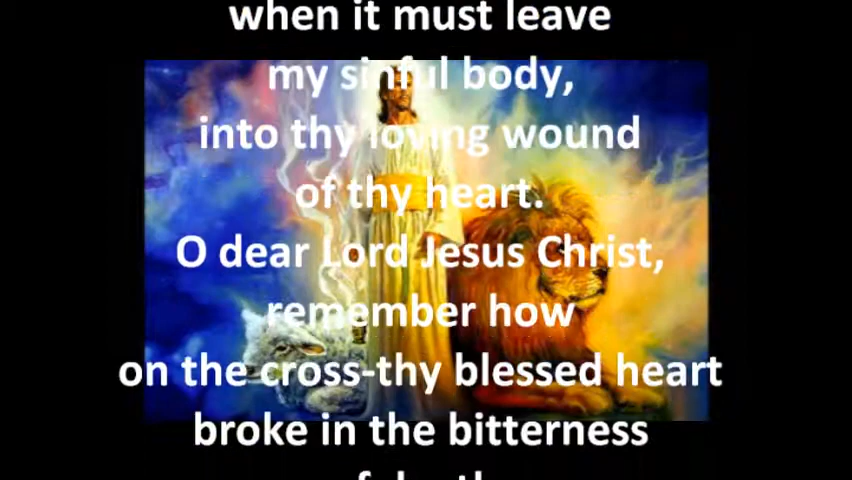 when it must leave
my sinful body,
into thy loving wound
of thy heart.
O dear Lord Jesus Christ,
remember how
on the cross-thy blessed heart
broke in the bitterness